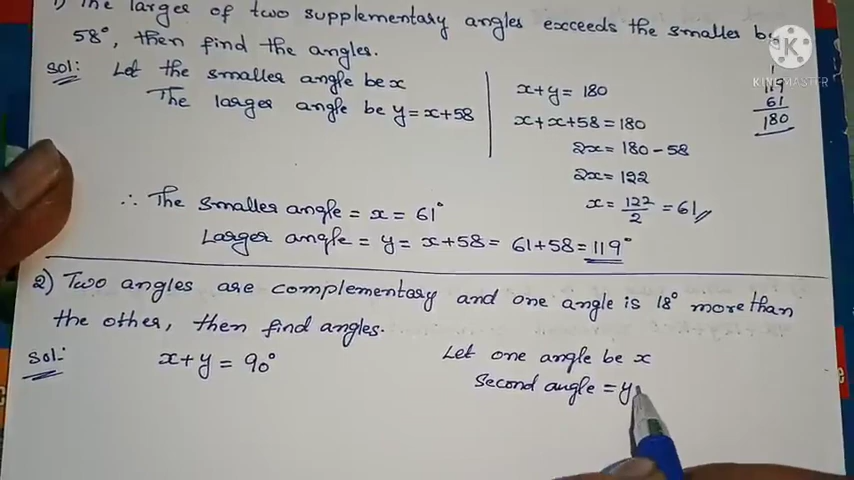 1) The larger of two supplementary angles exceeds the smaller by
58°, then find the angles.
Sol: Let the smaller angle be x
The larger angle be y = x+58
x+y = 180
x+x+58 = 180
2x = 180 - 58
2x = 122
x = 122/2 = 61
1
119
61
180
∴ The smaller angle = x = 61°
Larger angle = y = x+58 = 61+58 = 119°
2) Two angles are complementary and one angle is 18° more than
the other, then find angles.
Sol: x+y = 90°
Let one angle be x
Second angle = y
K
KINEMASTER